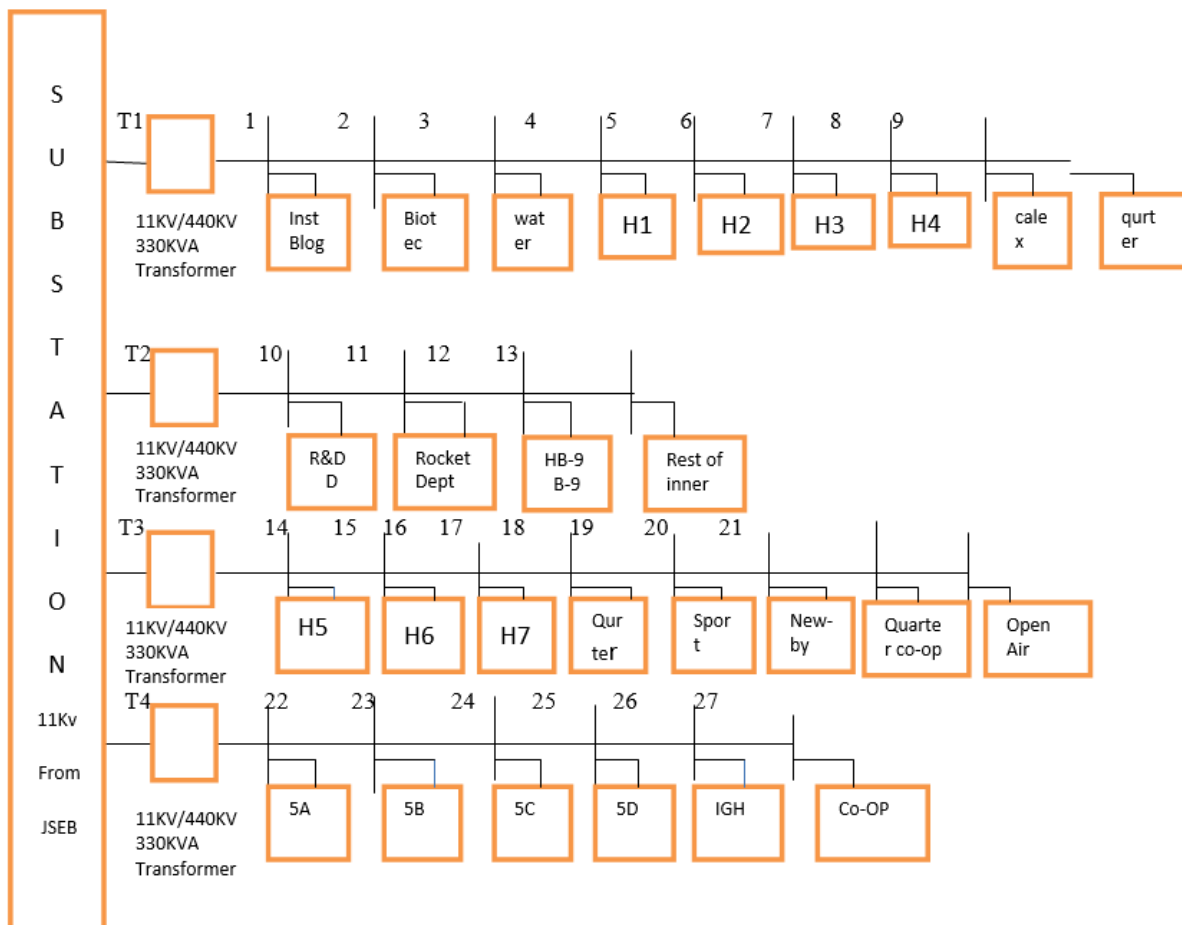 S
U
B
S
T
A
T
I
O
N
11Kv
From
JSEB
T1 1 2 3 4 5 6 7 8 9
11KV/440KV
330KVA
Transformer
Inst
Blog
Biot
ec
wat
er
H1
H2
H3
H4
cale
x
qurt
er
T2 10 11 12 13
11KV/440KV
330KVA
Transformer
R&D
D
Rocket
Dept
HB-9
B-9
Rest of
inner
T3 14 15 16 17 18 19 20 21
11KV/440KV
330KVA
Transformer
H5
H6
H7
Qur
ter
Spor
t
New-
by
Quarte
r co-op
Open
Air
T4 22 23 24 25 26 27
11KV/440KV
330KVA
Transformer
5A
5B
5C
5D
IGH
Co-OP